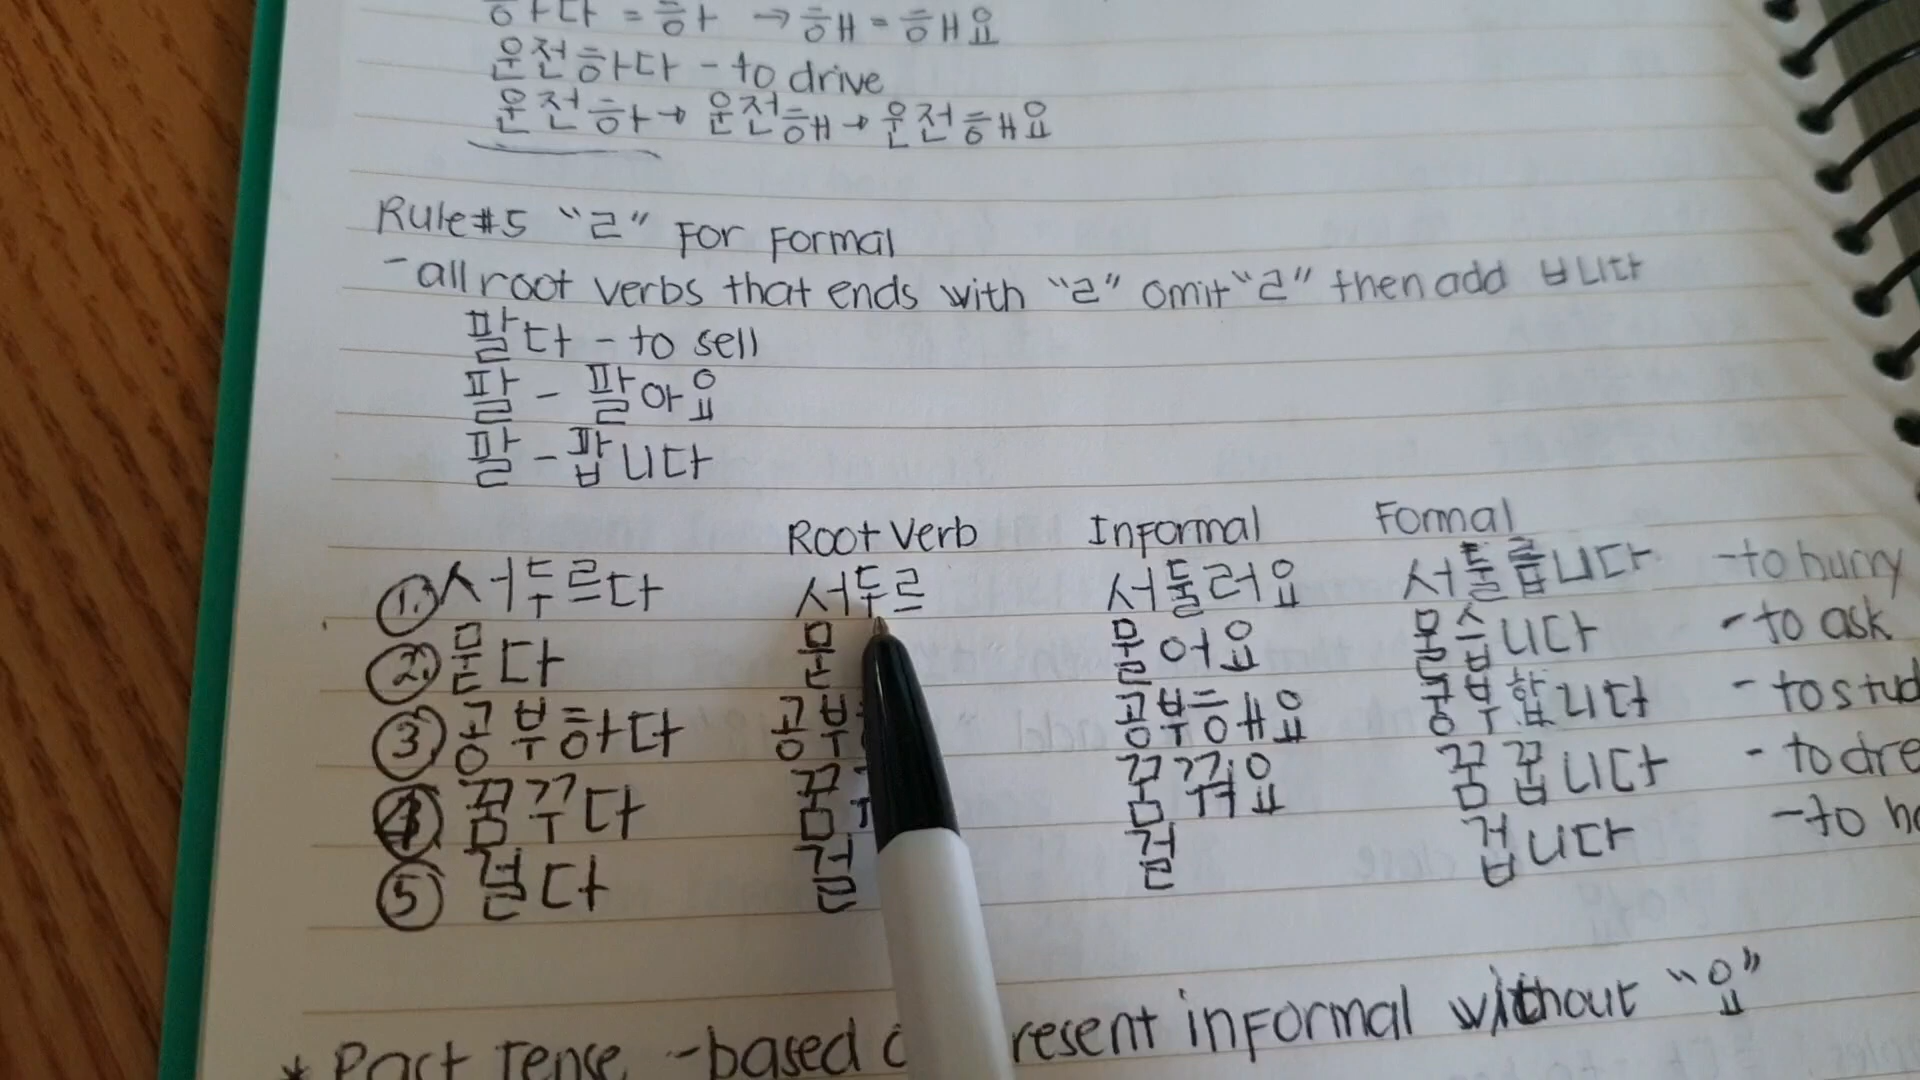 하다 = 하 → 해 = 해요
운전하다 - to drive
운전하 → 운전해 → 운전해요
Rule #5 "ㄹ" For Formal
- all root verbs that ends with "ㄹ" omit "ㄹ" then add ㅂ니다
팔다 - to sell
팔 - 팔아요
팔 - 팝니다
Root Verb Informal Formal
1. 서두르다 서두르 서둘러요 서둘릅니다 - to hurry
2. 묻다 묻 물어요 뭃습니다 - to ask
3. 공부하다 공부 공부해요 공부합니다 - to stud
4 꿈꾸다 꿈 꿈꿔요 꿈꿉니다 - to dre
5 걸다 걸 걸 겁니다 - to
* Past Tense - based resent informal without "요"